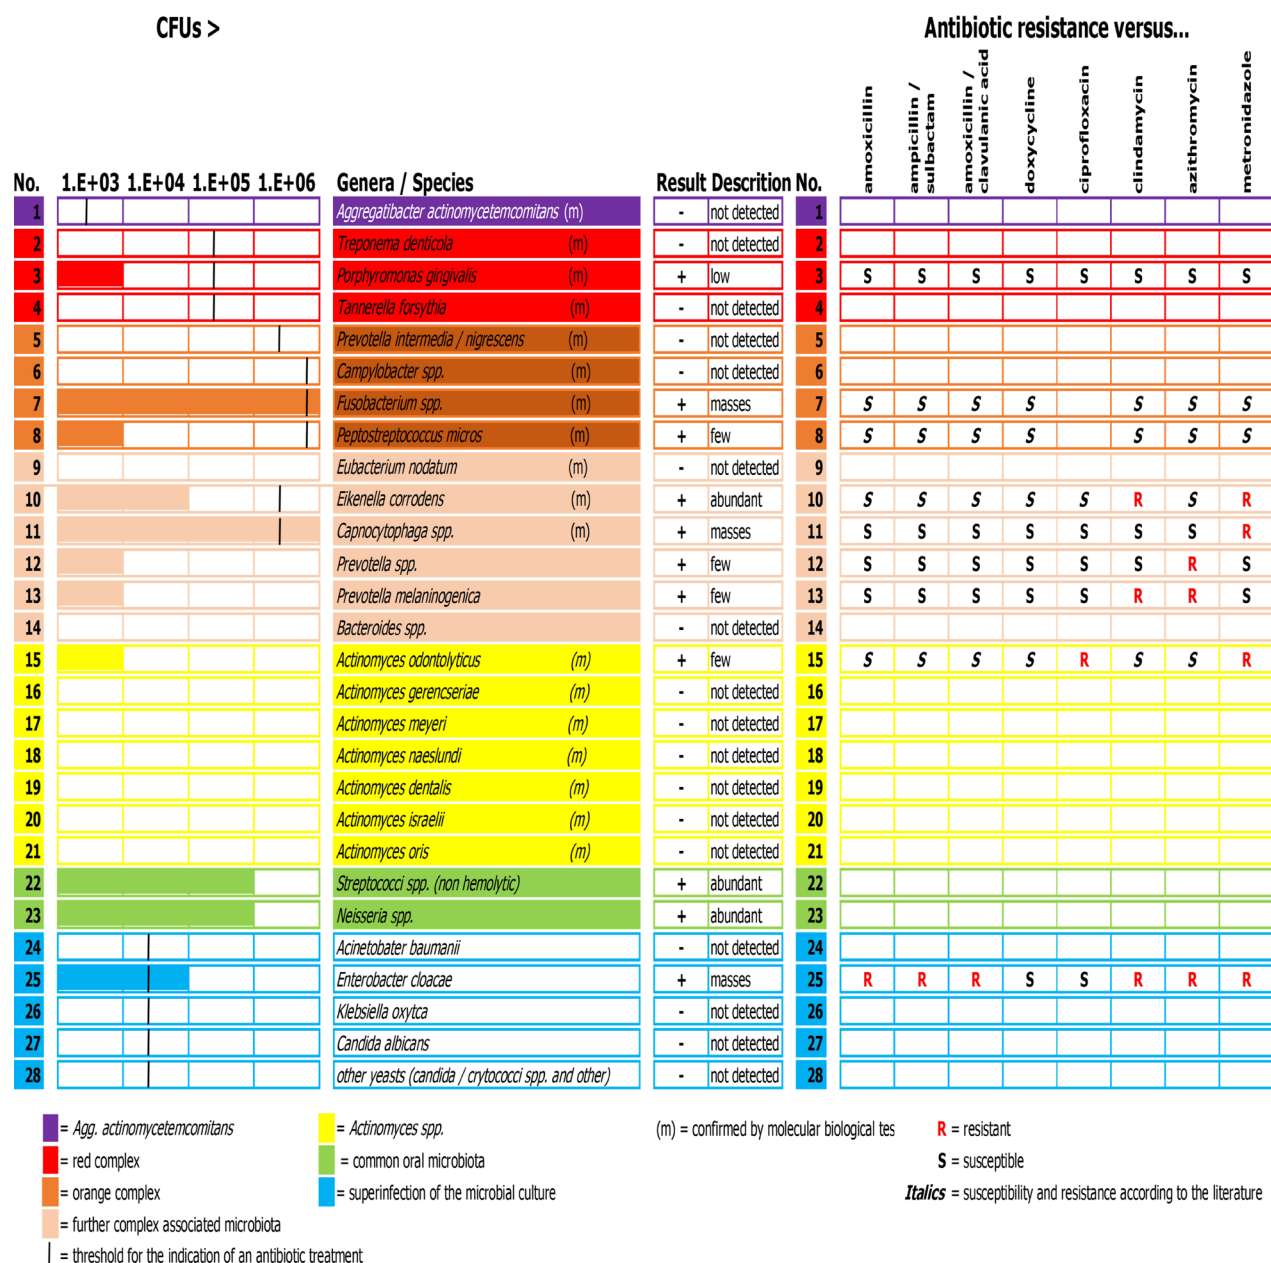 CFUs >
Antibiotic resistance versus...
No. 1.E+03 1.E+04 1.E+05 1.E+06 Genera / Species Result Descrition No. amoxicillin ampicillin / sulbactam amoxicillin / clavulanic acid doxycycline ciprofloxacin clindamycin azithromycin metronidazole
1 Aggregatibacter actinomycetemcomitans (m) - not detected 1
2 Treponema denticola (m) - not detected 2
3 Porphyromonas gingivalis (m) + low 3 S S S S S S S S
4 Tannerella forsythia (m) - not detected 4
5 Prevotella intermedia / nigrescens (m) - not detected 5
6 Campylobacter spp. (m) - not detected 6
7 Fusobacterium spp. (m) + masses 7 S S S S S S S
8 Peptostreptococcus micros (m) + few 8 S S S S S S S
9 Eubacterium nodatum (m) - not detected 9
10 Eikenella corrodens (m) + abundant 10 S S S S S R S R
11 Capnocytophaga spp. (m) + masses 11 S S S S S S S R
12 Prevotella spp. + few 12 S S S S S S R S
13 Prevotella melaninogenica + few 13 S S S S S R R S
14 Bacteroides spp. - not detected 14
15 Actinomyces odontolyticus (m) + few 15 S S S S R S S R
16 Actinomyces gerencseriae (m) - not detected 16
17 Actinomyces meyeri (m) - not detected 17
18 Actinomyces naeslundi (m) - not detected 18
19 Actinomyces dentalis (m) - not detected 19
20 Actinomyces israelii (m) - not detected 20
21 Actinomyces oris (m) - not detected 21
22 Streptococci spp. (non hemolytic) + abundant 22
23 Neisseria spp. + abundant 23
24 Acinetobater baumanii - not detected 24
25 Enterobacter cloacae + masses 25 R R R S S R R R
26 Klebsiella oxytca - not detected 26
27 Candida albicans - not detected 27
28 other yeasts (candida / crytococci spp. and other) - not detected 28
= Agg. actinomycetemcomitans = Actinomyces spp. (m) = confirmed by molecular biological tes R = resistant
= red complex = common oral microbiota S = susceptible
= orange complex = superinfection of the microbial culture Italics = susceptibility and resistance according to the literature
= further complex associated microbiota
= threshold for the indication of an antibiotic treatment